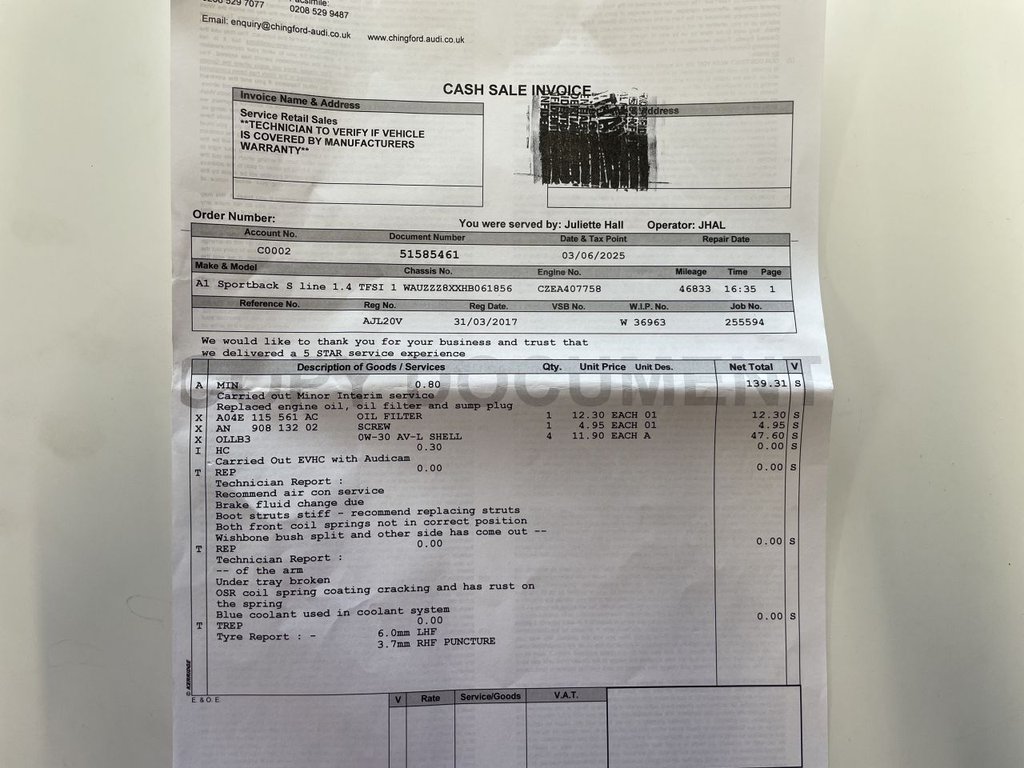 0208 529 7077
Facsimile:
0208 529 9487
Email: enquiry@chingford-audi.co.uk www.chingford.audi.co.uk
CASH SALE INVOICE
Invoice Name & Address
Service Retail Sales
**TECHNICIAN TO VERIFY IF VEHICLE
IS COVERED BY MANUFACTURERS
WARRANTY**
Address
Order Number:
You were served by: Juliette Hall Operator: JHAL
Account No. Document Number Date & Tax Point Repair Date
C0002 51585461 03/06/2025
Make & Model Chassis No. Engine No. Mileage Time Page
A1 Sportback S line 1.4 TFSI 1 WAUZZZ8XXHB061856 CZEA407758 46833 16:35 1
Reference No. Reg No. Reg Date. VSB No. W.I.P. No. Job No.
AJL20V 31/03/2017 W 36963 255594
We would like to thank you for your business and trust that
we delivered a 5 STAR service experience
COPY DOCUMENT
Description of Goods / Services Qty. Unit Price Unit Des. Net Total V
A MIN 0.80 139.31 S
Carried out Minor Interim service
Replaced engine oil, oil filter and sump plug
X A04E 115 561 AC OIL FILTER 1 12.30 EACH 01 12.30 S
X AN 908 132 02 SCREW 1 4.95 EACH 01 4.95 S
X OLLB3 0W-30 AV-L SHELL 4 11.90 EACH A 47.60 S
I HC 0.30 0.00 S
Carried Out EVHC with Audicam
T REP 0.00 0.00 S
Technician Report :
Recommend air con service
Brake fluid change due
Boot struts stiff - recommend replacing struts
Both front coil springs not in correct position
Wishbone bush split and other side has come out --
T REP 0.00 0.00 S
Technician Report :
-- of the arm
Under tray broken
OSR coil spring coating cracking and has rust on
the spring
Blue coolant used in coolant system
T TREP 0.00 0.00 S
Tyre Report : - 6.0mm LHF
3.7mm RHF PUNCTURE
© KERRIDGE
E. & O. E.
V Rate Service/Goods V.A.T.